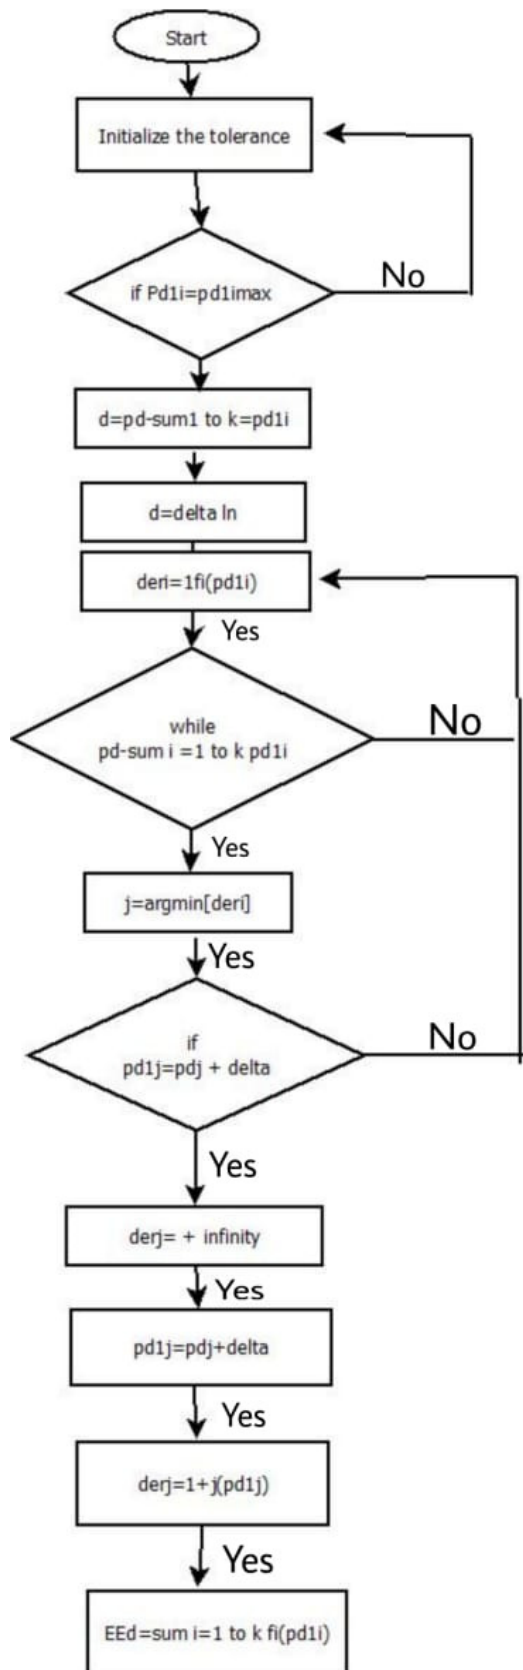 Start
Initialize the tolerance
if Pd1i=pd1imax
No
d=pd-sum1 to k=pd1i
d=delta ln
deri=1fi(pd1i)
Yes
while
pd-sum i =1 to k pd1i
No
Yes
j=argmin[deri]
Yes
if
pd1j=pdj + delta
No
Yes
derj= + infinity
Yes
pd1j=pdj+delta
Yes
derj=1+j(pd1j)
Yes
EEd=sum i=1 to k fi(pd1i)